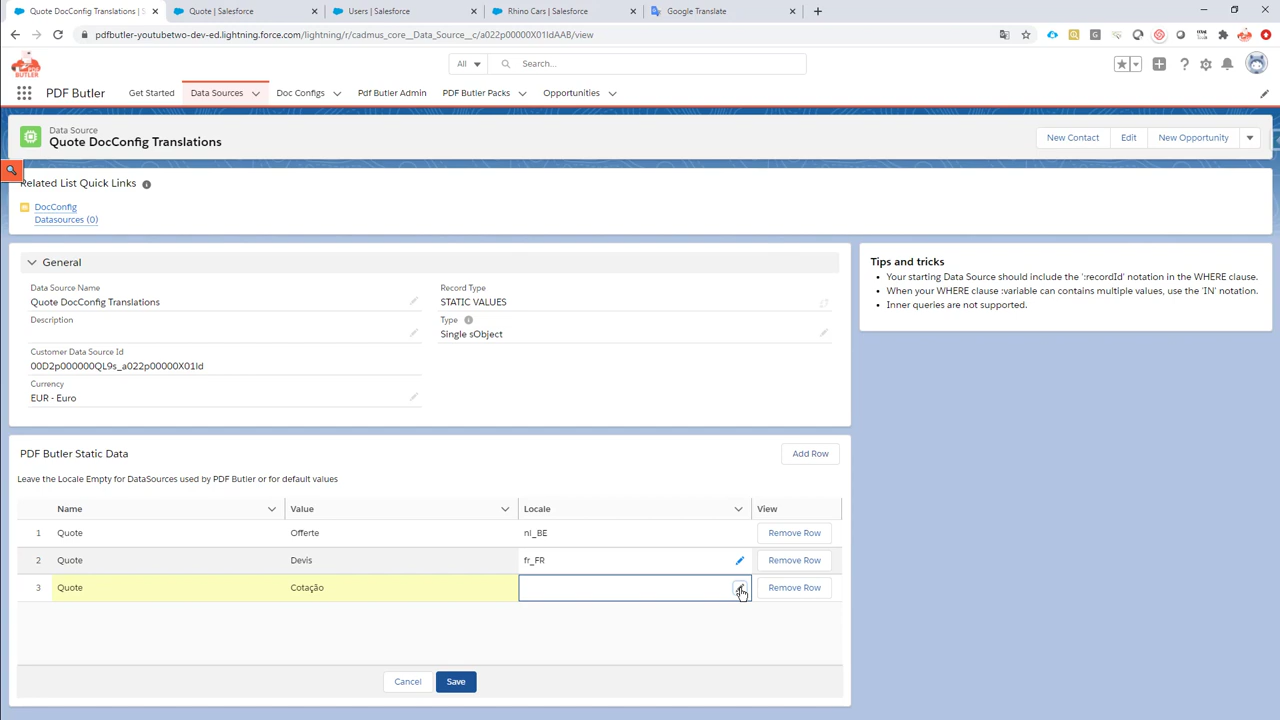 Quote DocConfig Translations | S
Quote | Salesforce
Users | Salesforce
Rhino Cars | Salesforce
Google Translate
pdfbutler-youtubetwo-dev-ed.lightning.force.com/lightning/r/cadmus_core__Data_Source__c/a022p00000X01IdAAB/view
BUTLER
All
Search...
PDF Butler
Get Started
Data Sources
Doc Configs
Pdf Butler Admin
PDF Butler Packs
Opportunities
Data Source
Quote DocConfig Translations
New Contact
Edit
New Opportunity
Related List Quick Links
DocConfig
Datasources (0)
General
Data Source Name
Quote DocConfig Translations
Record Type
STATIC VALUES
Description
Type
Single sObject
Customer Data Source Id
00D2p000000QL9s_a022p00000X01Id
Currency
EUR - Euro
Tips and tricks
Your starting Data Source should include the ':recordId' notation in the WHERE clause.
When your WHERE clause :variable can contains multiple values, use the 'IN' notation.
Inner queries are not supported.
PDF Butler Static Data
Add Row
Leave the Locale Empty for DataSources used by PDF Butler or for default values
Name Value Locale View
1 Quote Offerte nl_BE Remove Row
2 Quote Devis fr_FR Remove Row
3 Quote Cotação Remove Row
Cancel
Save